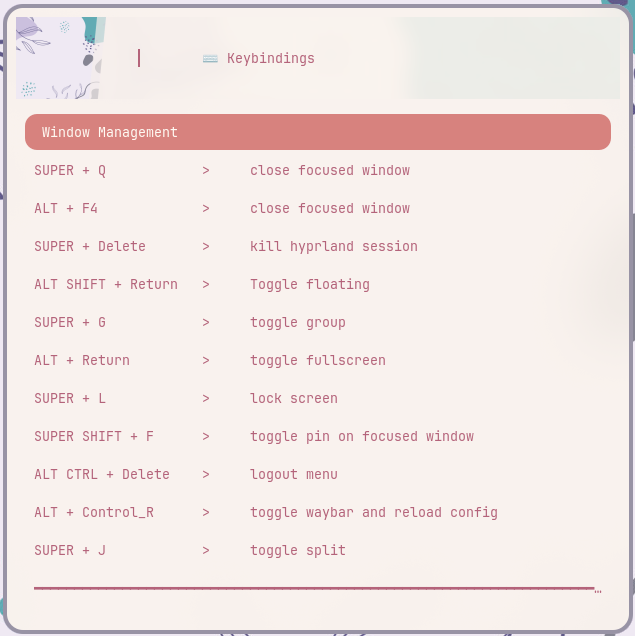 ⌨ Keybindings
Window Management
SUPER + Q > close focused window
ALT + F4 > close focused window
SUPER + Delete > kill hyprland session
ALT SHIFT + Return > Toggle floating
SUPER + G > toggle group
ALT + Return > toggle fullscreen
SUPER + L > lock screen
SUPER SHIFT + F > toggle pin on focused window
ALT CTRL + Delete > logout menu
ALT + Control_R > toggle waybar and reload config
SUPER + J > toggle split
━━━━━━━━━━━━━━━━━━━━━━━━━━━━━━━━━━━━━━━━━━━━━━━━━━━━━━━━━━━━━━━━━━━━━━…